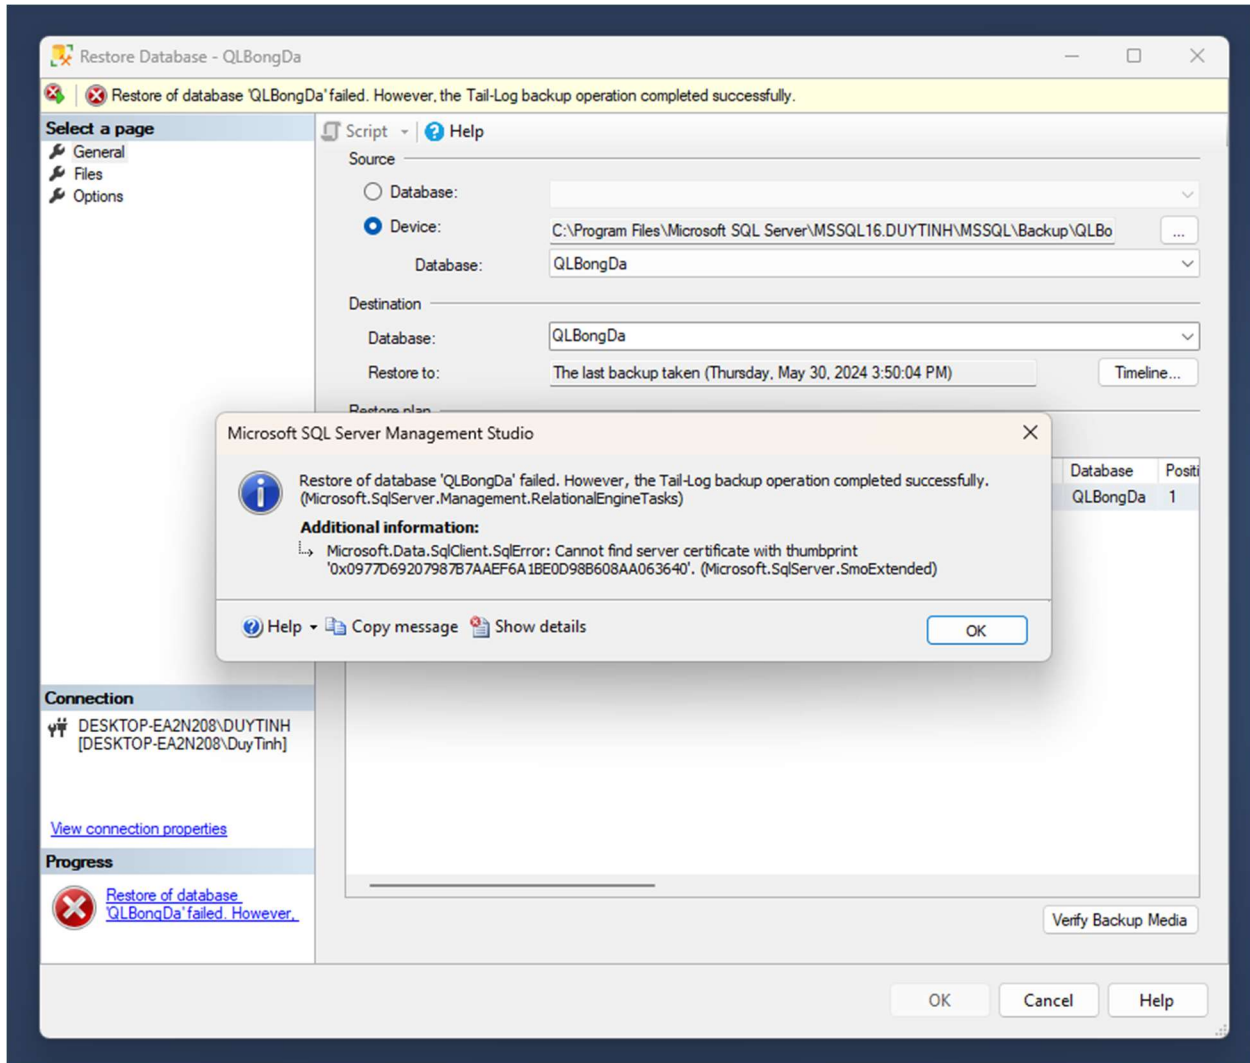 Restore Database - QLBongDa
Restore of database 'QLBongDa' failed. However, the Tail-Log backup operation completed successfully.
Select a page
General
Files
Options
Script
Help
Source
Database:
Device:
C:\Program Files\Microsoft SQL Server\MSSQL16.DUYTINH\MSSQL\Backup\QLBo
...
Database:
QLBongDa
Destination
Database:
QLBongDa
Restore to:
The last backup taken (Thursday, May 30, 2024 3:50:04 PM)
Timeline...
Restore plan
Database Positi
QLBongDa 1
Microsoft SQL Server Management Studio
Restore of database 'QLBongDa' failed. However, the Tail-Log backup operation completed successfully.
(Microsoft.SqlServer.Management.RelationalEngineTasks)
Additional information:
Microsoft.Data.SqlClient.SqlError: Cannot find server certificate with thumbprint
'0x0977D69207987B7AAEF6A1BE0D98B608AA063640'. (Microsoft.SqlServer.SmoExtended)
Help
Copy message
Show details
OK
Connection
DESKTOP-EA2N208\DUYTINH
[DESKTOP-EA2N208\DuyTinh]
View connection properties
Progress
Restore of database
'QLBongDa' failed. However,
Verify Backup Media
OK
Cancel
Help